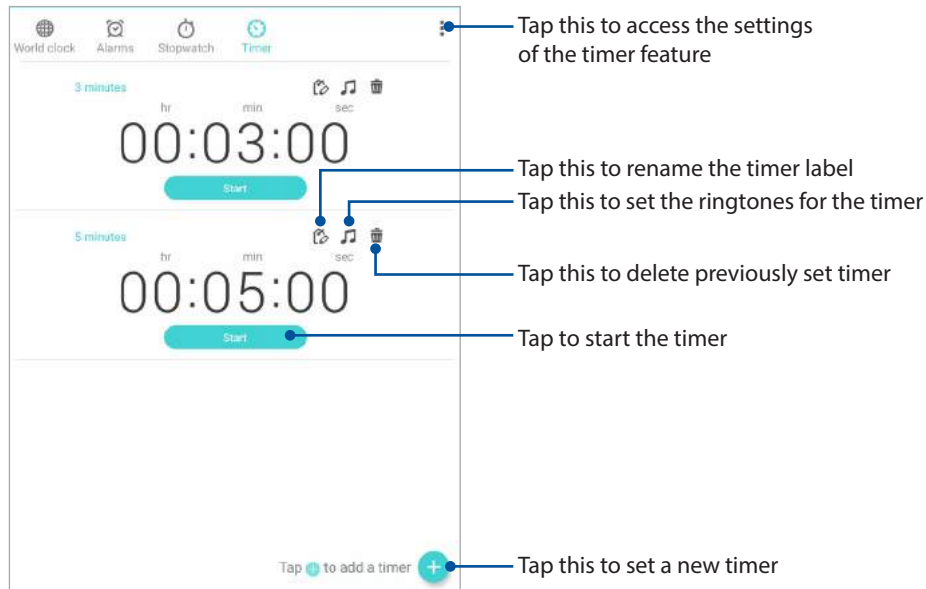 World clock Alarms Stopwatch Timer
Tap this to access the settings
of the timer feature
3 minutes
hr min sec
00:03:00
Start
Tap this to rename the timer label
Tap this to set the ringtones for the timer
5 minutes
hr min sec
00:05:00
Tap this to delete previously set timer
Start
Tap to start the timer
Tap + to add a timer +
Tap this to set a new timer